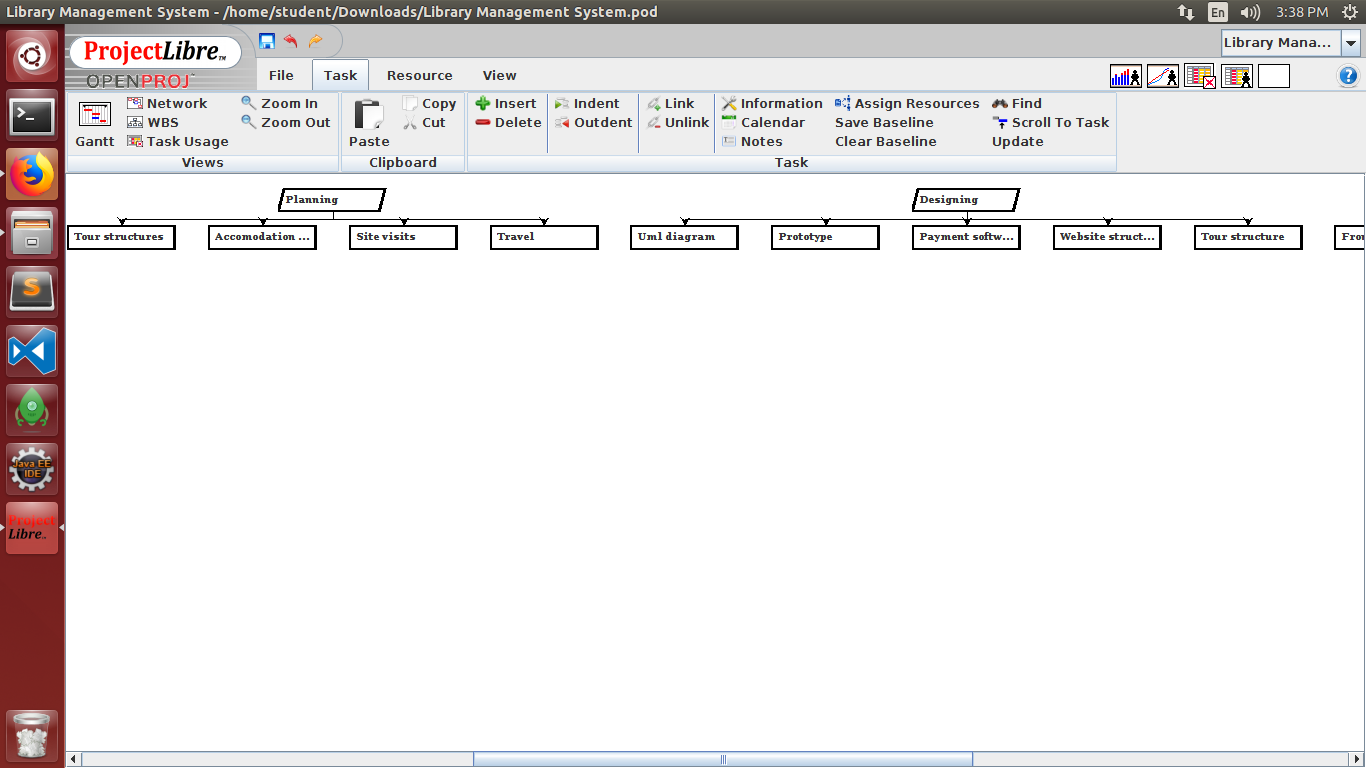 Library Management System - /home/student/Downloads/Library Management System.pod
En
3:38 PM
ProjectLibre™
OPENPROJ
Library Mana...
File Task Resource View
Gantt
Network
WBS
Task Usage
Zoom In
Zoom Out
Views
Paste
Copy
Cut
Clipboard
Insert
Delete
Indent
Outdent
Link
Unlink
Information
Calendar
Notes
Assign Resources
Save Baseline
Clear Baseline
Find
Scroll To Task
Update
Task
Planning Designing
Tour structures Accomodation ... Site visits Travel Uml diagram Prototype Payment softw... Website struct... Tour structure
Java EE
IDE
Project
Libre